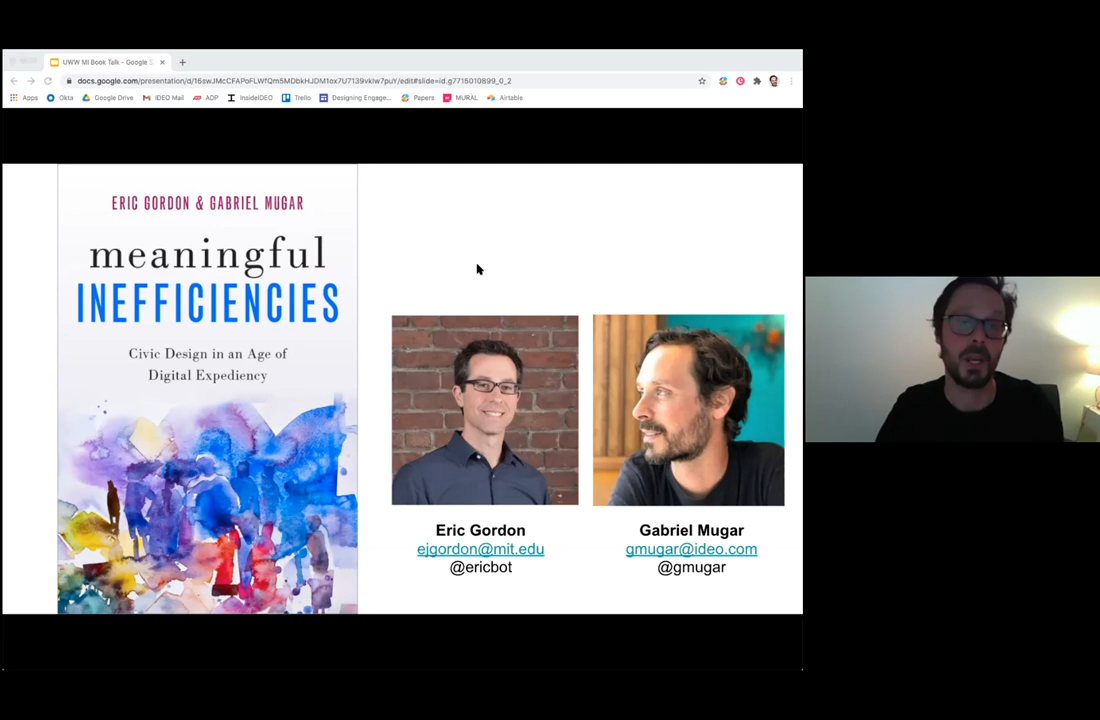 UWW MI Book Talk - Google S
docs.google.com/presentation/d/16swJMcCFAPoFLWfQm5MDbkHJDM1ox7U7139vkiw7puY/edit#slide=id.g7715010899_0_2
Apps Okta Google Drive IDEO Mail ADP InsideIDEO Trello Designing Engage... Papers MURAL Airtable
ERIC GORDON & GABRIEL MUGAR
meaningful
INEFFICIENCIES
Civic Design in an Age of
Digital Expediency
Eric Gordon
ejgordon@mit.edu
@ericbot
Gabriel Mugar
gmugar@ideo.com
@gmugar